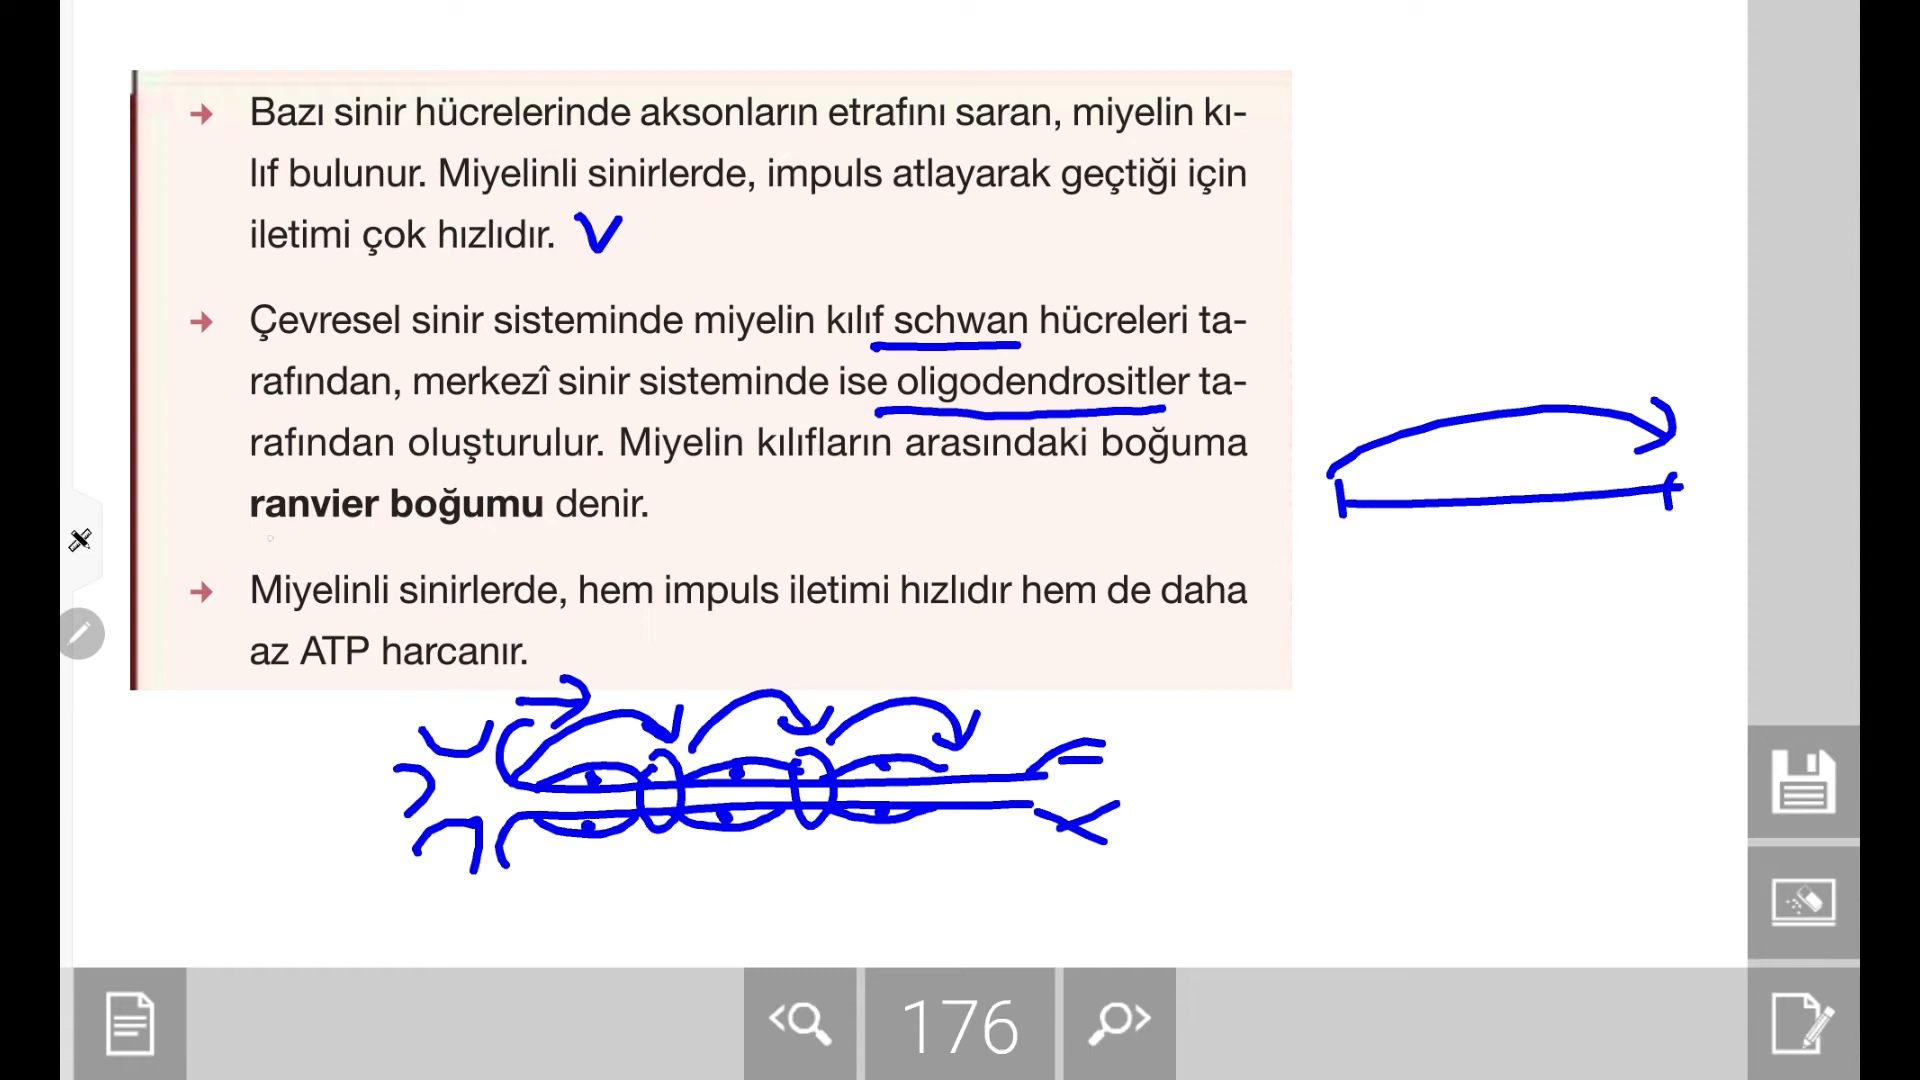 Bazı sinir hücrelerinde aksonların etrafını saran, miyelin kı-
lıf bulunur. Miyelinli sinirlerde, impuls atlayarak geçtiği için
iletimi çok hızlıdır.
Çevresel sinir sisteminde miyelin kılıf schwan hücreleri ta-
rafından, merkezî sinir sisteminde ise oligodendrositler ta-
rafından oluşturulur. Miyelin kılıfların arasındaki boğuma
ranvier boğumu denir.
Miyelinli sinirlerde, hem impuls iletimi hızlıdır hem de daha
az ATP harcanır.
176